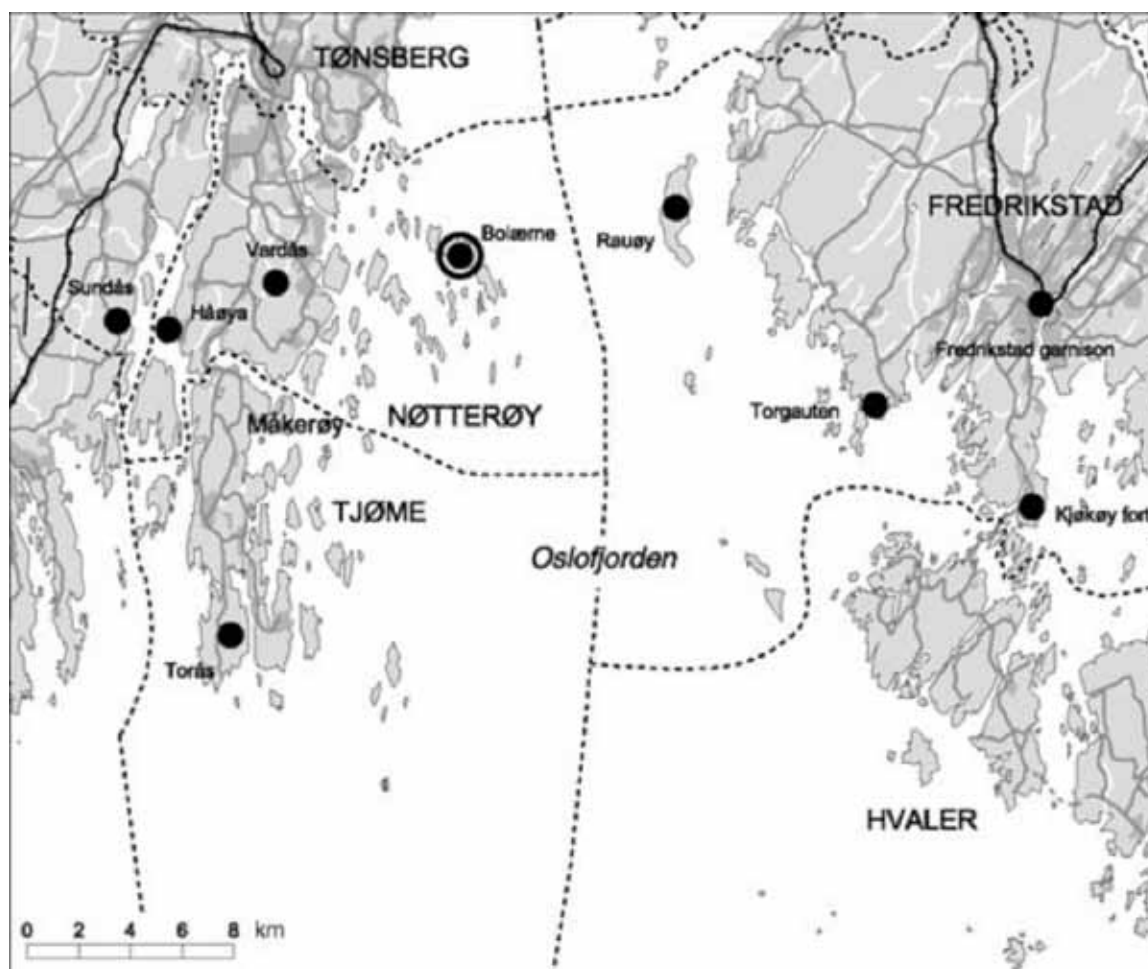 TØNSBERG
FREDRIKSTAD
Bolærne
Rauøy
Vardås
Sundås
Håøya
Fredrikstad garnison
Torgauten
NØTTERØY
Måkerøy
TJØME
Kjøkøy fort
Oslofjorden
Torås
HVALER
0 2 4 6 8 km